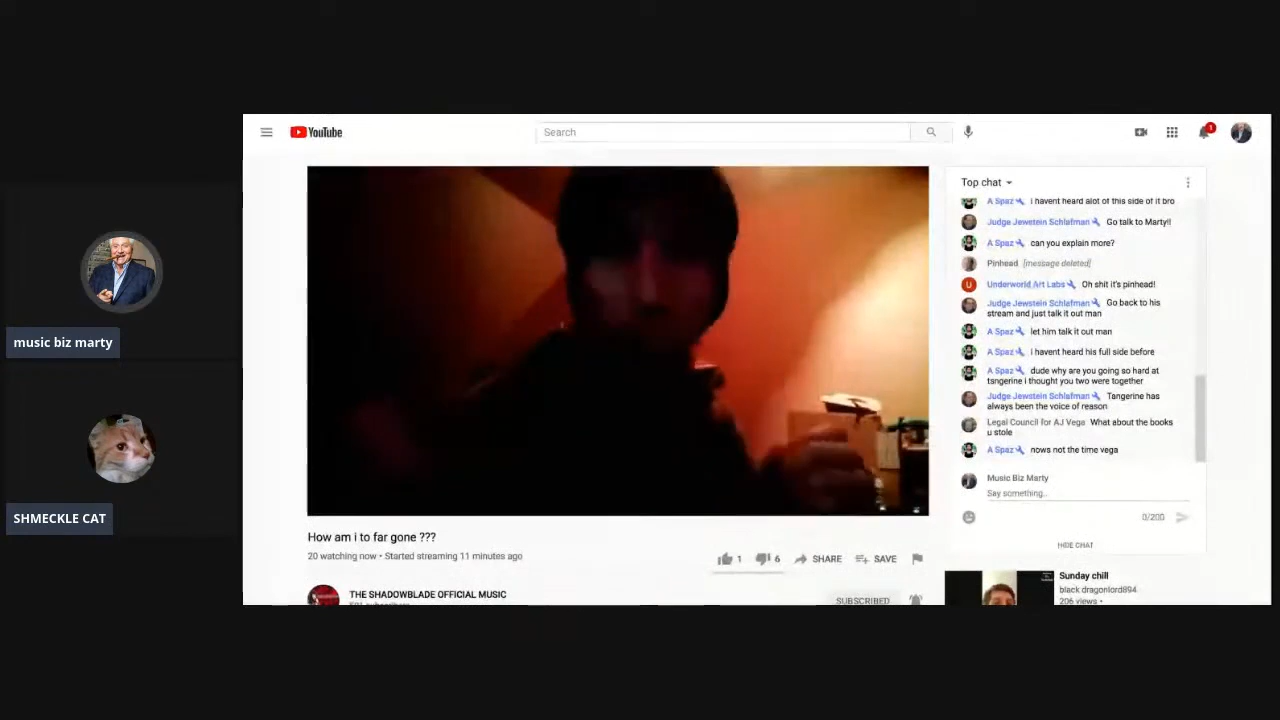 YouTube
Search
1
Top chat
A Spaz i havent heard alot of this side of it bro
Judge Jewstein Schlafman Go talk to Marty!!
A Spaz can you explain more?
Pinhead [message deleted]
U Underworld Art Labs Oh shit it's pinhead!
Judge Jewstein Schlafman Go back to his
stream and just talk it out man
A Spaz let him talk it out man
A Spaz I havent heard his full side before
A Spaz dude why are you going so hard at
tsngerine i thought you two were together
Judge Jewstein Schlafman Tangerine has
always been the voice of reason
Legal Council for AJ Vega What about the books
u stole
A Spaz nows not the time vega
Music Biz Marty
Say something...
0/200
HIDE CHAT
music biz marty
SHMECKLE CAT
How am i to far gone ???
20 watching now • Started streaming 11 minutes ago
1
6
SHARE
SAVE
THE SHADOWBLADE OFFICIAL MUSIC
SUBSCRIBED
Sunday chill
black dragonlord894
206 views •